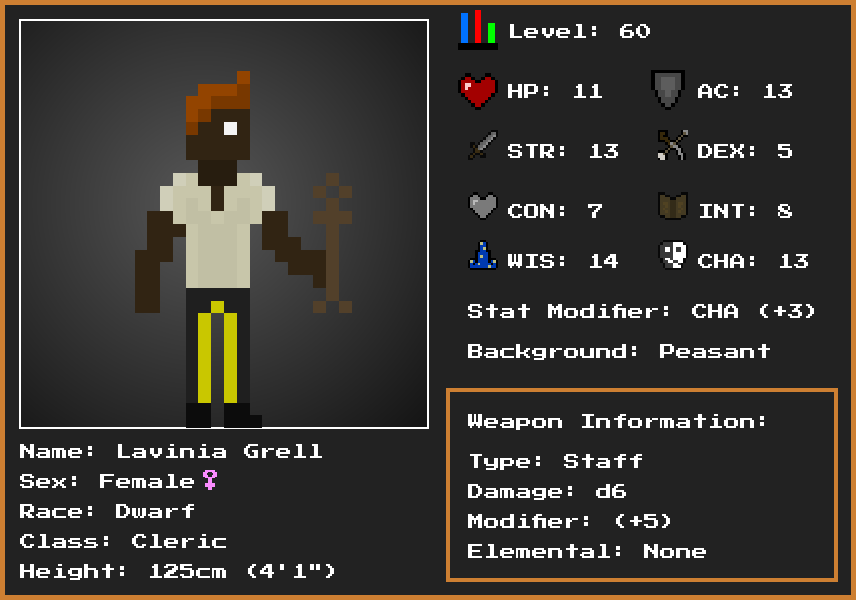 Level: 60
HP: 11
AC: 13
STR: 13
DEX: 5
CON: 7
INT: 8
WIS: 14
CHA: 13
Stat Modifier: CHA (+3)
Background: Peasant
Weapon Information:
Type: Staff
Damage: d6
Modifier: (+5)
Elemental: None
Name: Lavinia Grell
Sex: Female♀
Race: Dwarf
Class: Cleric
Height: 125cm (4'1")